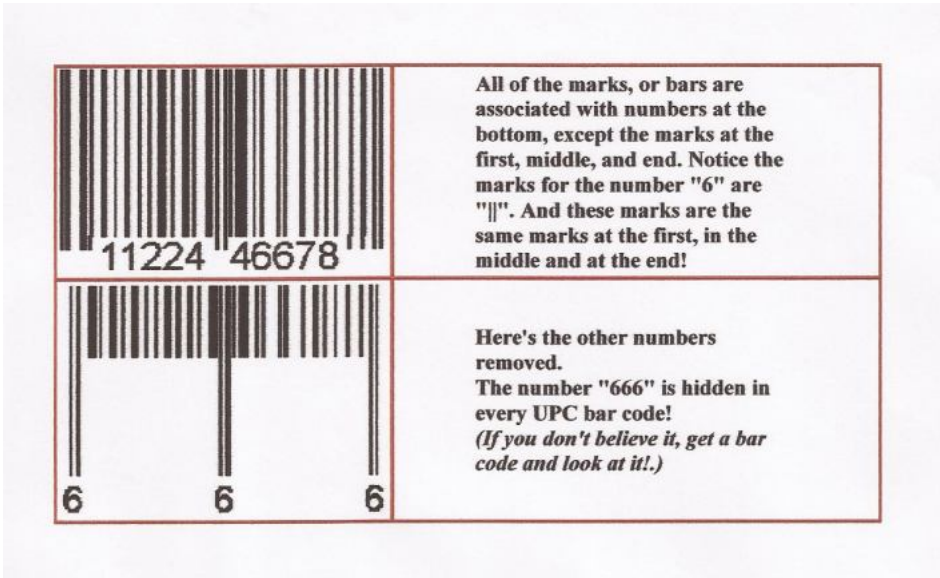 11224 46678
All of the marks, or bars are
associated with numbers at the
bottom, except the marks at the
first, middle, and end. Notice the
marks for the number "6" are
"||". And these marks are the
same marks at the first, in the
middle and at the end!
6 6 6
Here's the other numbers
removed.
The number "666" is hidden in
every UPC bar code!
(If you don't believe it, get a bar
code and look at it!.)